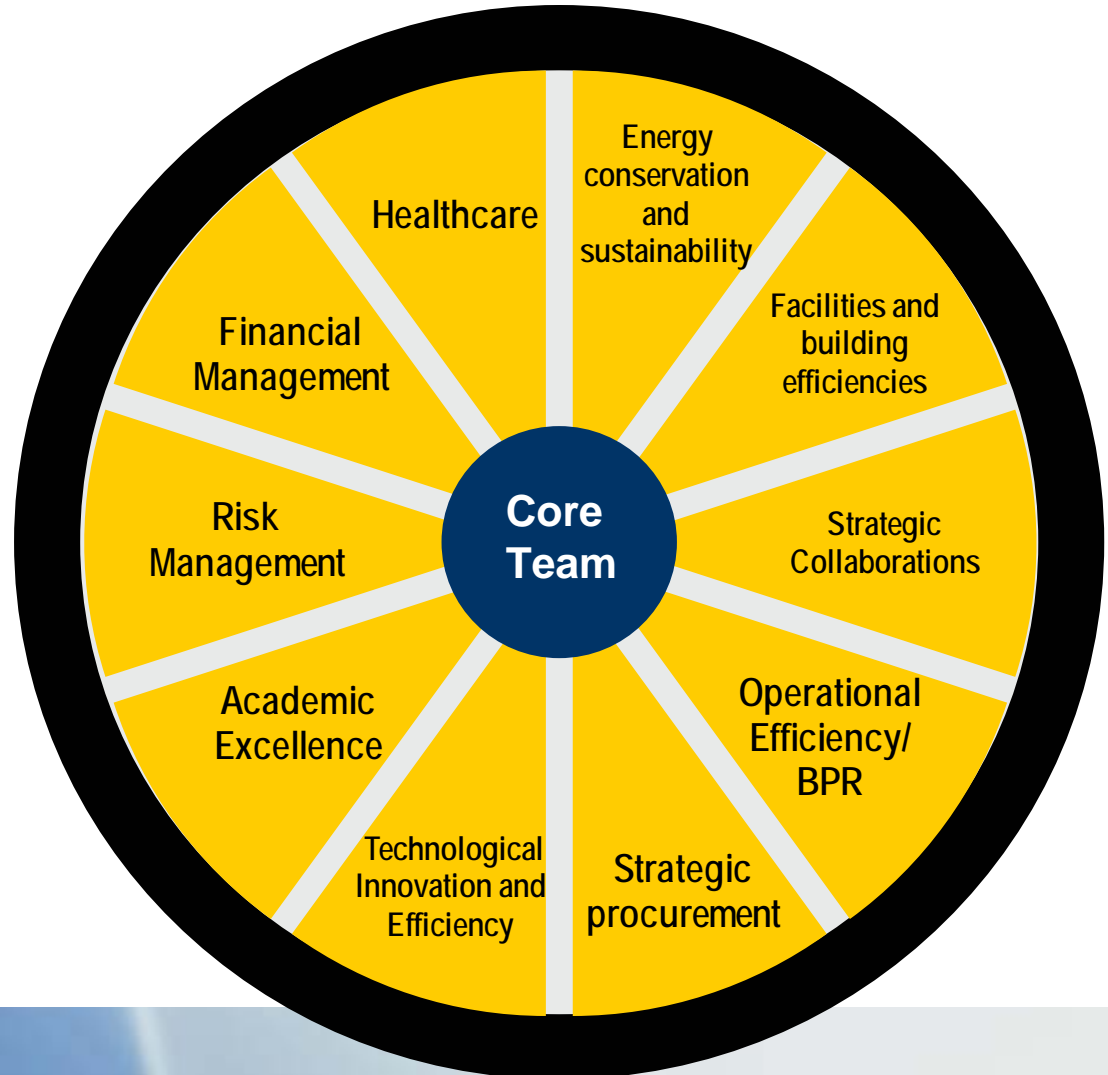 Energy
conservation
and
sustainability
Healthcare
Facilities and
building
efficiencies
Financial
Management
Core
Team
Risk
Management
Strategic
Collaborations
Academic
Excellence
Operational
Efficiency/
BPR
Technological
Innovation and
Efficiency
Strategic
procurement